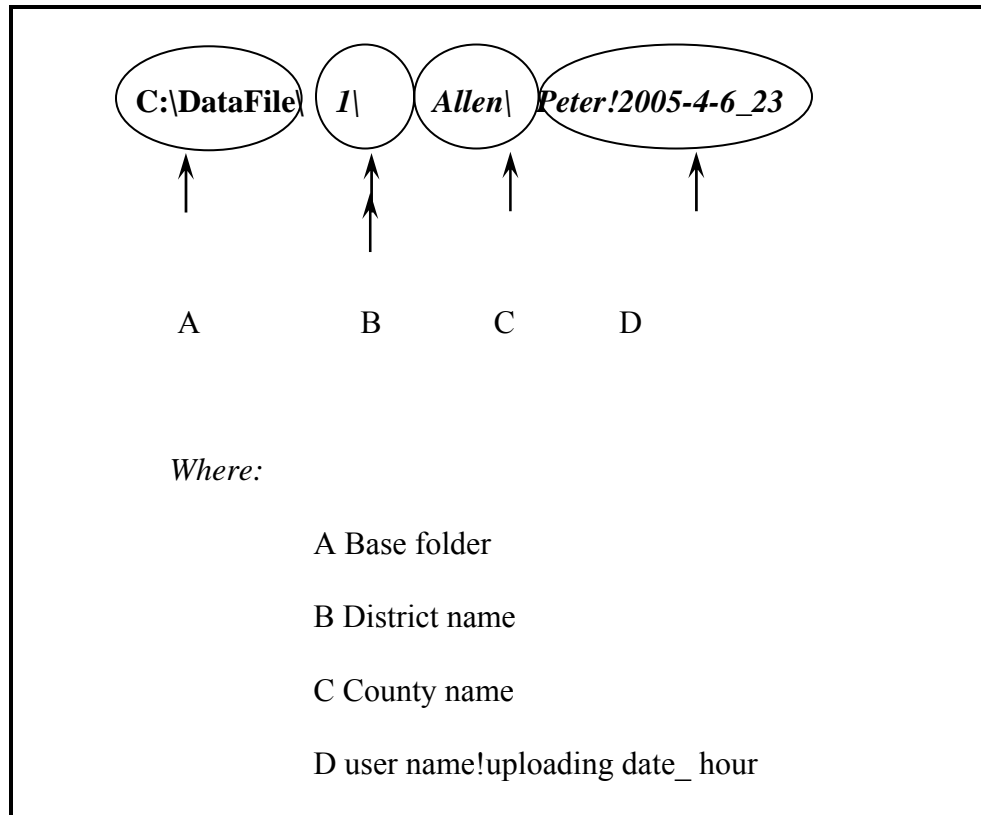 C:\DataFile\ 1\ Allen\ Peter!2005-4-6_23
A B C D
Where:
A Base folder
B District name
C County name
D user name!uploading date_ hour